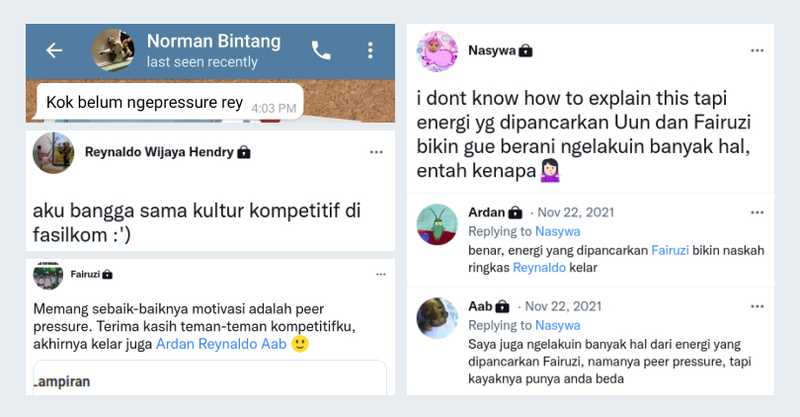 Norman Bintang
last seen recently
Kok belum ngepressure rey 4:03 PM
Reynaldo Wijaya Hendry
aku bangga sama kultur kompetitif di
fasilkom :')
Fairuzi
Memang sebaik-baiknya motivasi adalah peer
pressure. Terima kasih teman-teman kompetitifku,
akhirnya kelar juga Ardan Reynaldo Aab 🙂
Lampiran
Nasywa
i dont know how to explain this tapi
energi yg dipancarkan Uun dan Fairuzi
bikin gue berani ngelakuin banyak hal,
entah kenapa🤷🏻‍♀️
Ardan · Nov 22, 2021
Replying to Nasywa
benar, energi yang dipancarkan Fairuzi bikin naskah
ringkas Reynaldo kelar
Aab · Nov 22, 2021
Replying to Nasywa
Saya juga ngelakuin banyak hal dari energi yang
dipancarkan Fairuzi, namanya peer pressure, tapi
kayaknya punya anda beda